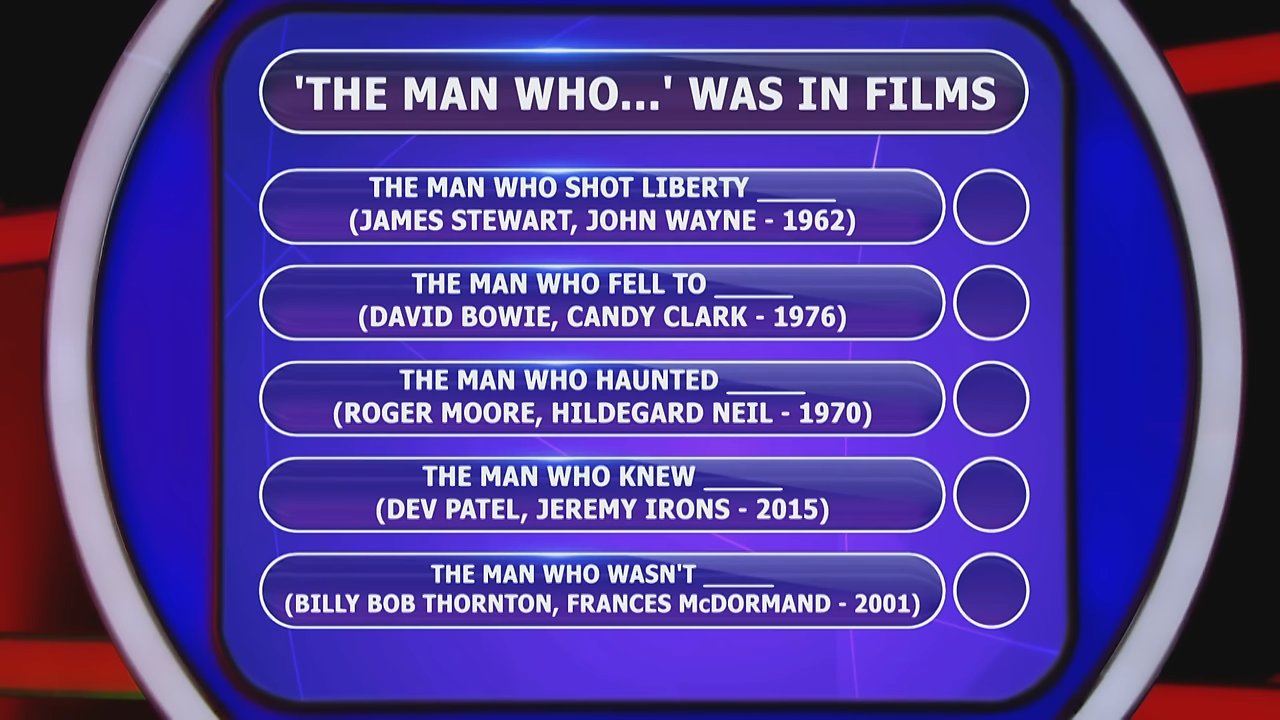 'THE MAN WHO...' WAS IN FILMS
THE MAN WHO SHOT LIBERTY _____
(JAMES STEWART, JOHN WAYNE - 1962)
THE MAN WHO FELL TO _____
(DAVID BOWIE, CANDY CLARK - 1976)
THE MAN WHO HAUNTED _____
(ROGER MOORE, HILDEGARD NEIL - 1970)
THE MAN WHO KNEW _____
(DEV PATEL, JEREMY IRONS - 2015)
THE MAN WHO WASN'T _____
(BILLY BOB THORNTON, FRANCES McDORMAND - 2001)